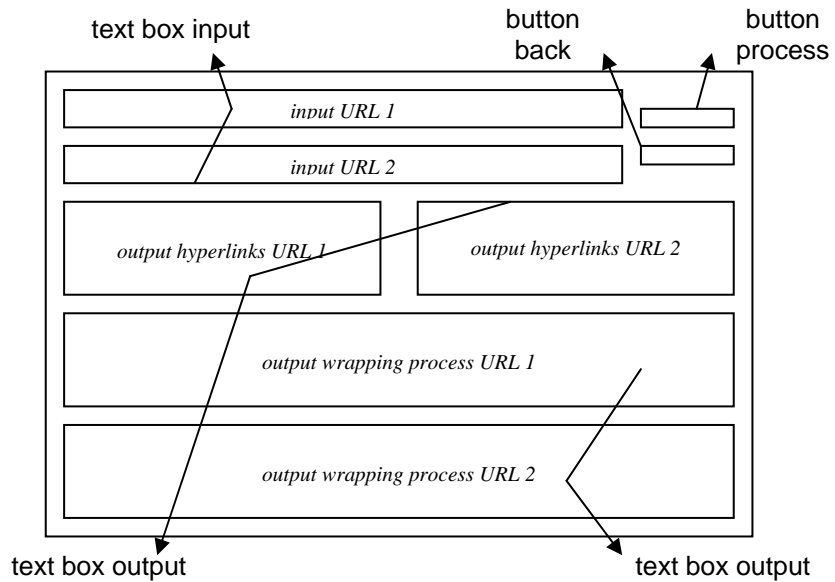 text box input
button
back
button
process
input URL 1
input URL 2
output hyperlinks URL 1
output hyperlinks URL 2
output wrapping process URL 1
output wrapping process URL 2
text box output
text box output